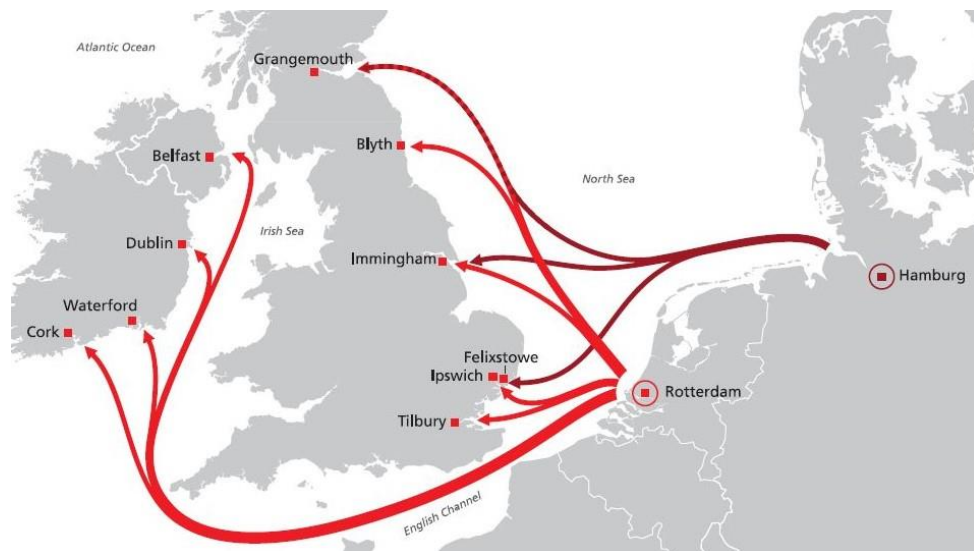 Atlantic Ocean
Grangemouth
Blyth
Belfast
North Sea
Irish Sea
Dublin
Immingham
Hamburg
Waterford
Cork
Felixstowe
Ipswich
Rotterdam
Tilbury
English Channel